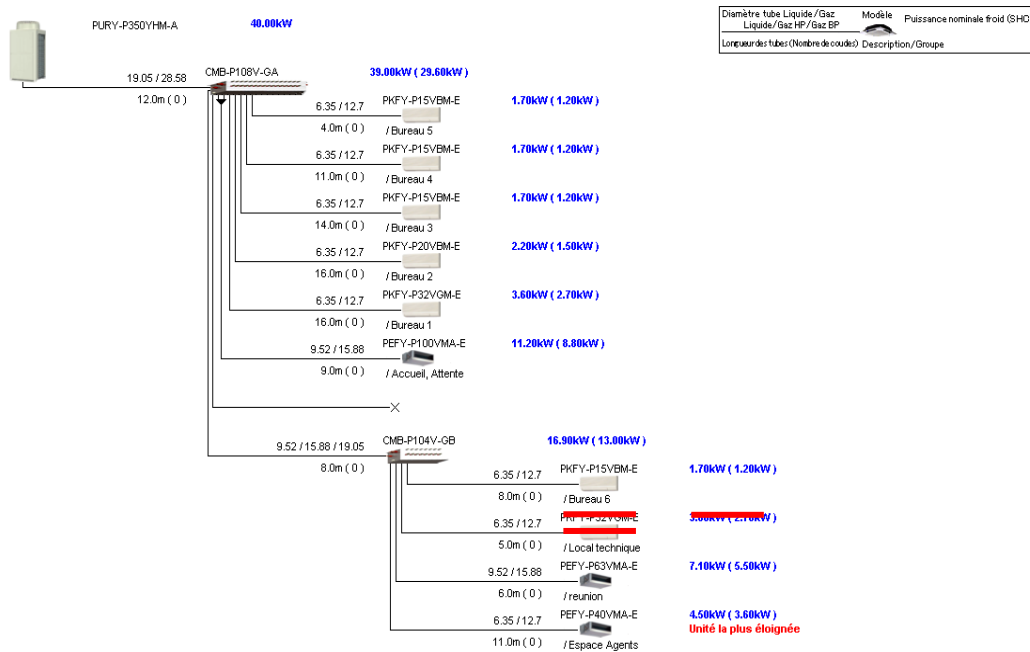 PURY-P350YHM-A 40.00kW
Diamètre tube Liquide/Gaz Modèle Puissance nominale froid (SHC
Liquide/Gaz HP/Gaz BP
Longueur des tubes (Nombre de coudes) Description/Groupe
19.05 / 28.58 CMB-P108V-GA 39.00kW ( 29.60kW )
12.0m ( 0 )
6.35 / 12.7 PKFY-P15VBM-E 1.70kW ( 1.20kW )
4.0m ( 0 ) / Bureau 5
6.35 / 12.7 PKFY-P15VBM-E 1.70kW ( 1.20kW )
11.0m ( 0 ) / Bureau 4
6.35 / 12.7 PKFY-P15VBM-E 1.70kW ( 1.20kW )
14.0m ( 0 ) / Bureau 3
6.35 / 12.7 PKFY-P20VBM-E 2.20kW ( 1.50kW )
16.0m ( 0 ) / Bureau 2
6.35 / 12.7 PKFY-P32VGM-E 3.60kW ( 2.70kW )
16.0m ( 0 ) / Bureau 1
9.52 / 15.88 PEFY-P100VMA-E 11.20kW ( 8.80kW )
9.0m ( 0 ) / Accueil, Attente
9.52 / 15.88 / 19.05 CMB-P104V-GB 16.90kW ( 13.00kW )
8.0m ( 0 )
6.35 / 12.7 PKFY-P15VBM-E 1.70kW ( 1.20kW )
8.0m ( 0 ) / Bureau 6
6.35 / 12.7 PKFY-P32VGM-E 3.60kW ( 2.70kW )
5.0m ( 0 ) / Local technique
9.52 / 15.88 PEFY-P63VMA-E 7.10kW ( 5.50kW )
6.0m ( 0 ) / reunion
6.35 / 12.7 PEFY-P40VMA-E 4.50kW ( 3.60kW )
11.0m ( 0 ) / Espace Agents Unité la plus éloignée